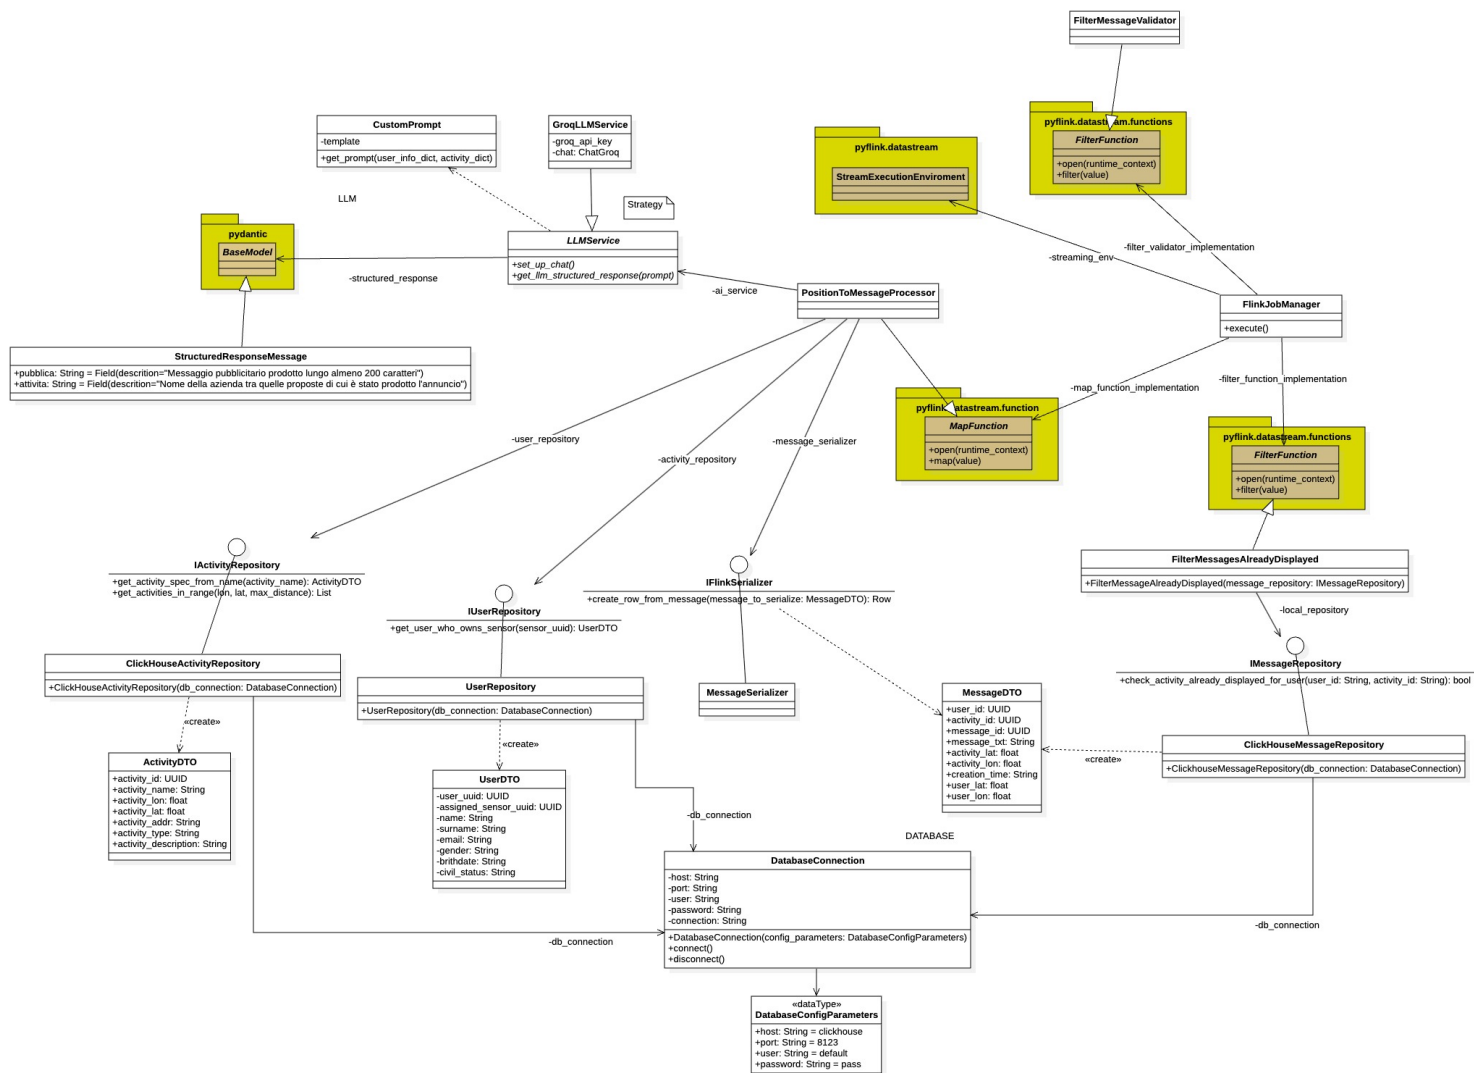 FilterMessageValidator
pyflink.datastream.functions
FilterFunction
+open(runtime_context)
+filter(value)
CustomPrompt
-template
+get_prompt(user_info_dict, activity_dict)
GroqLLMService
-groq_api_key
-chat: ChatGroq
pyflink.datastream
StreamExecutionEnviroment
LLM
Strategy
pydantic
BaseModel
LLMService
+set_up_chat()
+get_llm_structured_response(prompt)
-structured_response
-ai_service
-filter_validator_implementation
-streaming_env
PositionToMessageProcessor
FlinkJobManager
+execute()
StructuredResponseMessage
+pubblica: String = Field(descrition="Messaggio pubblicitario prodotto lungo almeno 200 caratteri")
+attivita: String = Field(descrition="Nome della azienda tra quelle proposte di cui è stato prodotto l'annuncio")
-map_function_implementation
-filter_function_implementation
pyflink.datastream.function
MapFunction
+open(runtime_context)
+map(value)
-user_repository
-activity_repository
-message_serializer
pyflink.datastream.functions
FilterFunction
+open(runtime_context)
+filter(value)
IActivityRepository
+get_activity_spec_from_name(activity_name): ActivityDTO
+get_activities_in_range(lon, lat, max_distance): List
IUserRepository
+get_user_who_owns_sensor(sensor_uuid): UserDTO
IFlinkSerializer
+create_row_from_message(message_to_serialize: MessageDTO): Row
FilterMessagesAlreadyDisplayed
+FilterMessageAlreadyDisplayed(message_repository: IMessageRepository)
-local_repository
IMessageRepository
+check_activity_already_displayed_for_user(user_id: String, activity_id: String): bool
ClickHouseActivityRepository
+ClickHouseActivityRepository(db_connection: DatabaseConnection)
UserRepository
+UserRepository(db_connection: DatabaseConnection)
MessageSerializer
MessageDTO
+user_id: UUID
+activity_id: UUID
+message_id: UUID
+message_txt: String
+activity_lat: float
+activity_lon: float
+creation_time: String
+user_lat: float
+user_lon: float
ClickHouseMessageRepository
+ClickhouseMessageRepository(db_connection: DatabaseConnection)
«create»
«create»
«create»
ActivityDTO
+activity_id: UUID
+activity_name: String
+activity_lon: float
+activity_lat: float
+activity_addr: String
+activity_type: String
+activity_description: String
UserDTO
-user_uuid: UUID
-assigned_sensor_uuid: UUID
-name: String
-surname: String
-email: String
-gender: String
-brithdate: String
-civil_status: String
-db_connection
DATABASE
DatabaseConnection
-host: String
-port: String
-user: String
-password: String
-connection: String
+DatabaseConnection(config_parameters: DatabaseConfigParameters)
+connect()
+disconnect()
-db_connection
-db_connection
«dataType»
DatabaseConfigParameters
+host: String = clickhouse
+port: String = 8123
+user: String = default
+password: String = pass